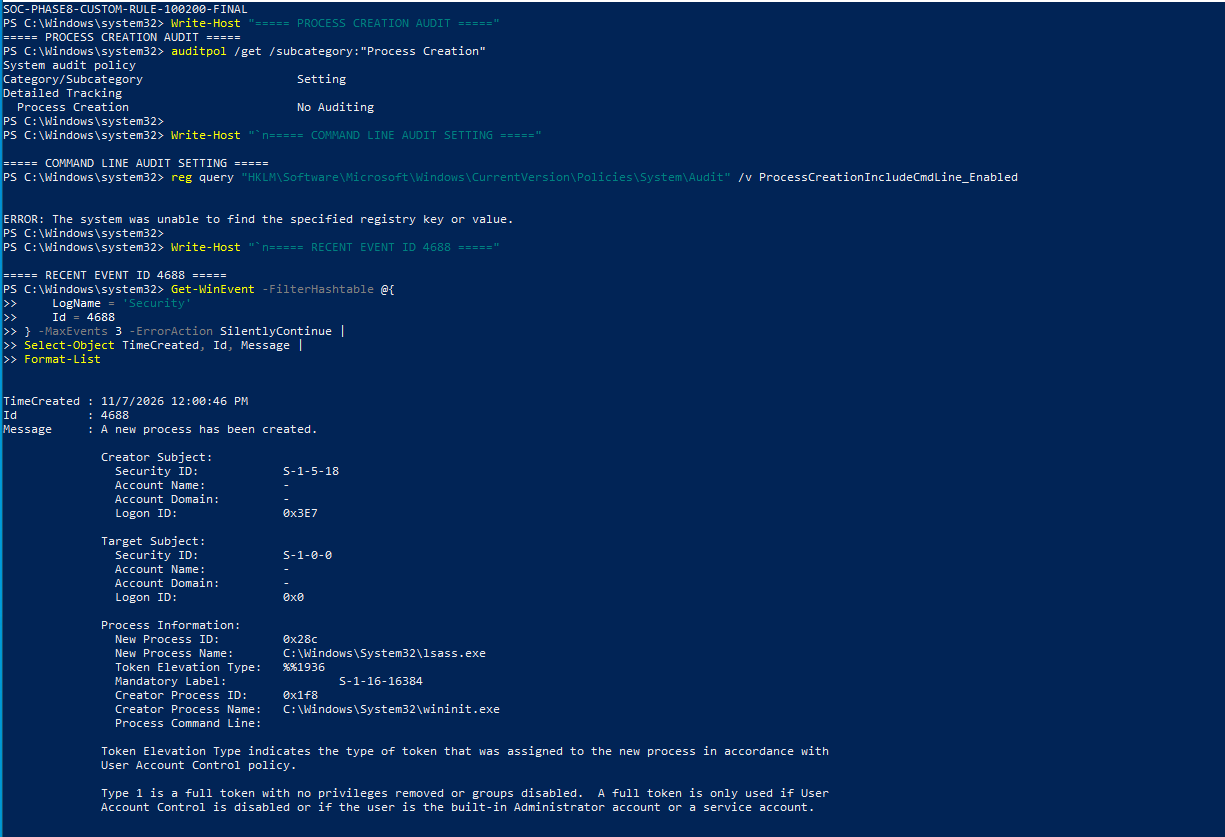 SOC-PHASE8-CUSTOM-RULE-100200-FINAL
PS C:\Windows\system32> Write-Host "===== PROCESS CREATION AUDIT ====="
===== PROCESS CREATION AUDIT =====
PS C:\Windows\system32> auditpol /get /subcategory:"Process Creation"
System audit policy
Category/Subcategory                      Setting
Detailed Tracking
  Process Creation                        No Auditing
PS C:\Windows\system32>
PS C:\Windows\system32> Write-Host "`n===== COMMAND LINE AUDIT SETTING ====="
===== COMMAND LINE AUDIT SETTING =====
PS C:\Windows\system32> reg query "HKLM\Software\Microsoft\Windows\CurrentVersion\Policies\System\Audit" /v ProcessCreationIncludeCmdLine_Enabled
ERROR: The system was unable to find the specified registry key or value.
PS C:\Windows\system32>
PS C:\Windows\system32> Write-Host "`n===== RECENT EVENT ID 4688 ====="
===== RECENT EVENT ID 4688 =====
PS C:\Windows\system32> Get-WinEvent -FilterHashtable @{
>>     LogName = 'Security'
>>     Id = 4688
>> } -MaxEvents 3 -ErrorAction SilentlyContinue |
>> Select-Object TimeCreated, Id, Message |
>> Format-List
TimeCreated : 11/7/2026 12:00:46 PM
Id          : 4688
Message     : A new process has been created.
Creator Subject:
Security ID:          S-1-5-18
Account Name:         -
Account Domain:       -
Logon ID:             0x3E7
Target Subject:
Security ID:          S-1-0-0
Account Name:         -
Account Domain:       -
Logon ID:             0x0
Process Information:
New Process ID:       0x28c
New Process Name:     C:\Windows\System32\lsass.exe
Token Elevation Type: %%1936
Mandatory Label:              S-1-16-16384
Creator Process ID:   0x1f8
Creator Process Name: C:\Windows\System32\wininit.exe
Process Command Line:
Token Elevation Type indicates the type of token that was assigned to the new process in accordance with
User Account Control policy.
Type 1 is a full token with no privileges removed or groups disabled.  A full token is only used if User
Account Control is disabled or if the user is the built-in Administrator account or a service account.